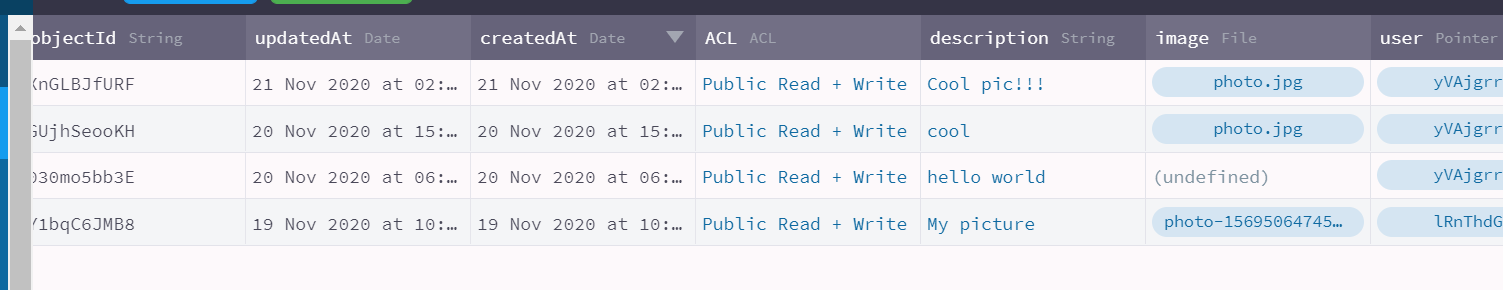 objectId String updatedAt Date createdAt Date ACL ACL description String image File user Pointer
XnGLBJfURF 21 Nov 2020 at 02:… 21 Nov 2020 at 02:… Public Read + Write Cool pic!!! photo.jpg yVAjgrr
GUjhSeooKH 20 Nov 2020 at 15:… 20 Nov 2020 at 15:… Public Read + Write cool photo.jpg yVAjgrr
030mo5bb3E 20 Nov 2020 at 06:… 20 Nov 2020 at 06:… Public Read + Write hello world (undefined) yVAjgrr
Y1bqC6JMB8 19 Nov 2020 at 10:… 19 Nov 2020 at 10:… Public Read + Write My picture photo-15695064745… lRnThdG